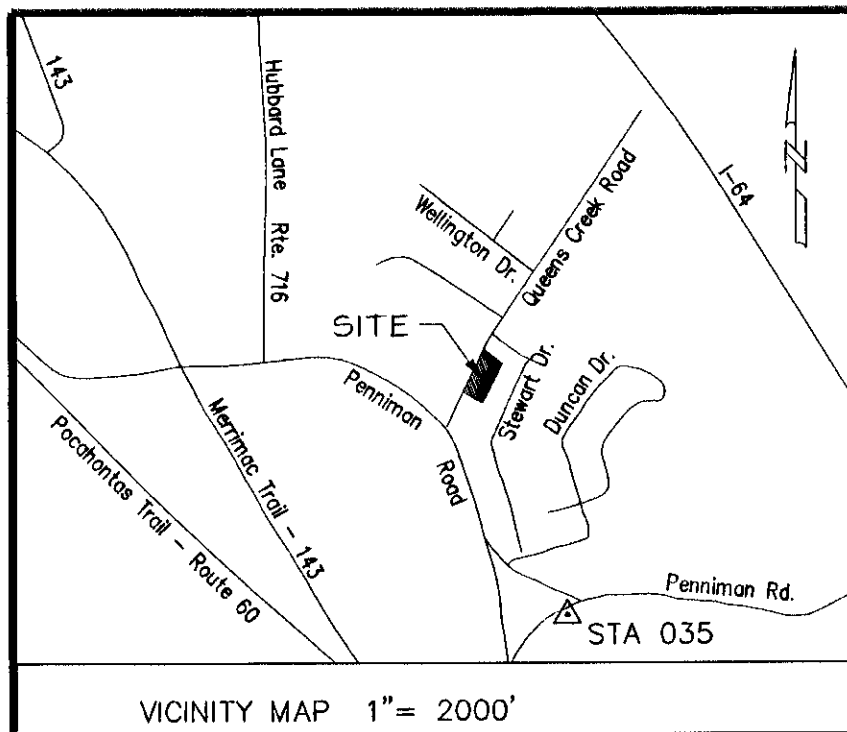 143
Hubbard Lane Rte. 716
I-64
N
Queens Creek Road
Wellington Dr.
SITE
Stewart Dr.
Duncan Dr.
Penniman
Road
Merrimac Trail - 143
Pocahontas Trail - Route 60
Penniman Rd.
STA 035
VICINITY MAP 1"= 2000'